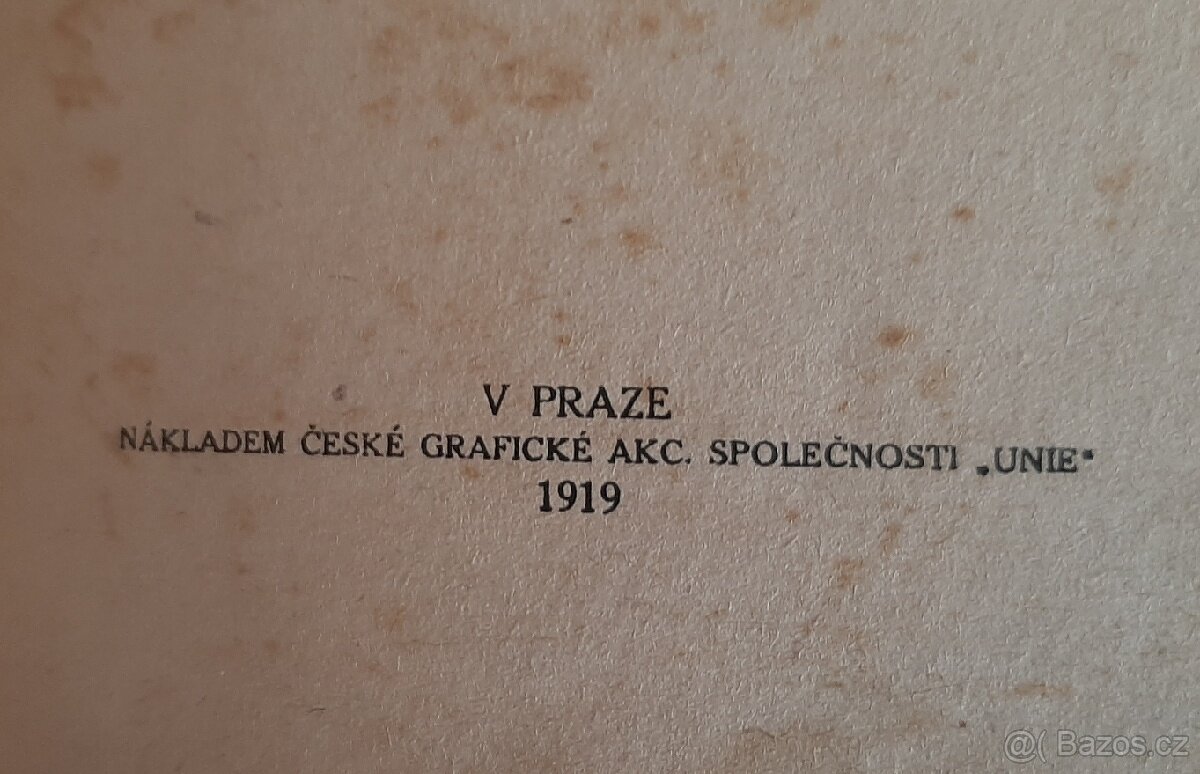 V PRAZE
NÁKLADEM ČESKÉ GRAFICKÉ AKC. SPOLEČNOSTI „UNIE“
1919
@( Bazos.cz